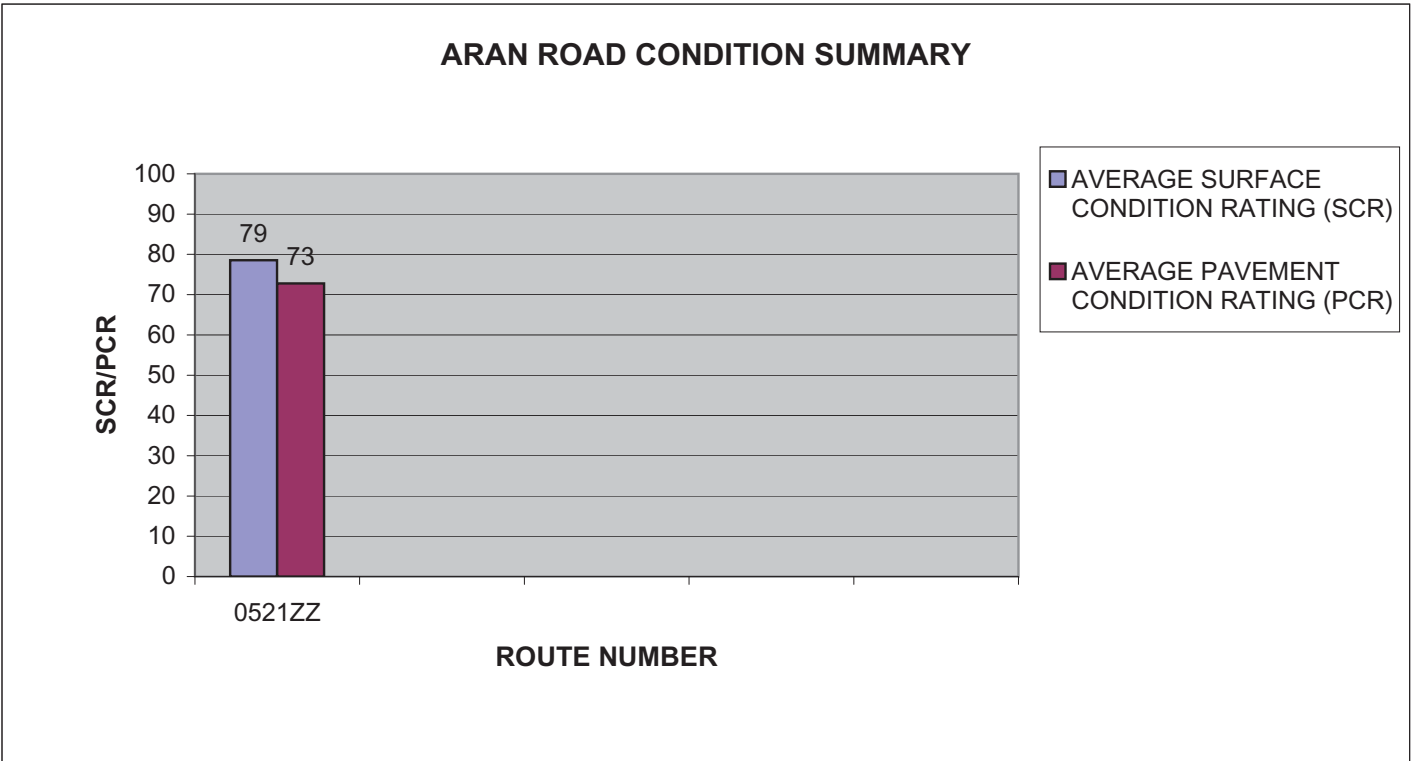 ARAN ROAD CONDITION SUMMARY
100
90
80
70
60
50
40
30
20
10
0
SCR/PCR
79
73
0521ZZ
ROUTE NUMBER
AVERAGE SURFACE
CONDITION RATING (SCR)
AVERAGE PAVEMENT
CONDITION RATING (PCR)